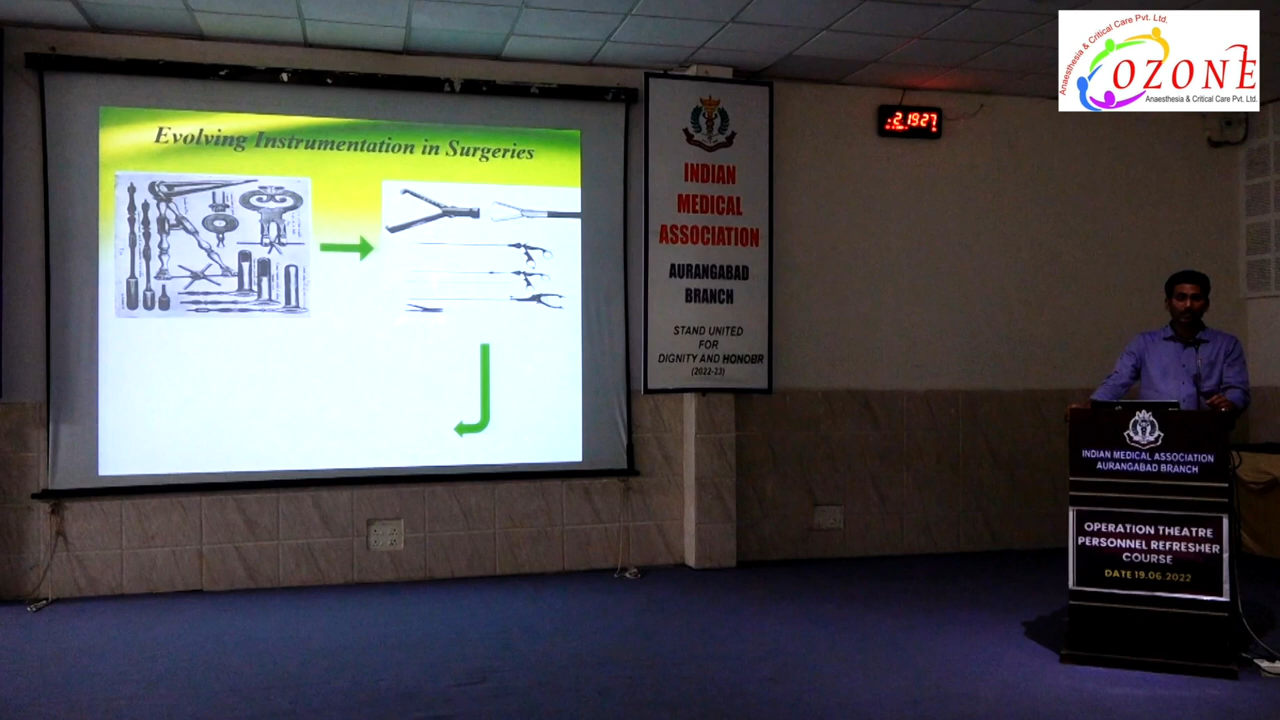 Evolving Instrumentation in Surgeries
INDIAN
MEDICAL
ASSOCIATION
AURANGABAD
BRANCH
STAND UNITED
FOR
DIGNITY AND HONOBR
(2022-23)
:21927
Anaesthesia & Critical Care Pvt. Ltd.
OZONE
Anaesthesia & Critical Care Pvt. Ltd.
INDIAN MEDICAL ASSOCIATION
AURANGABAD BRANCH
OPERATION THEATRE
PERSONNEL REFRESHER
COURSE
DATE 19.06.2022